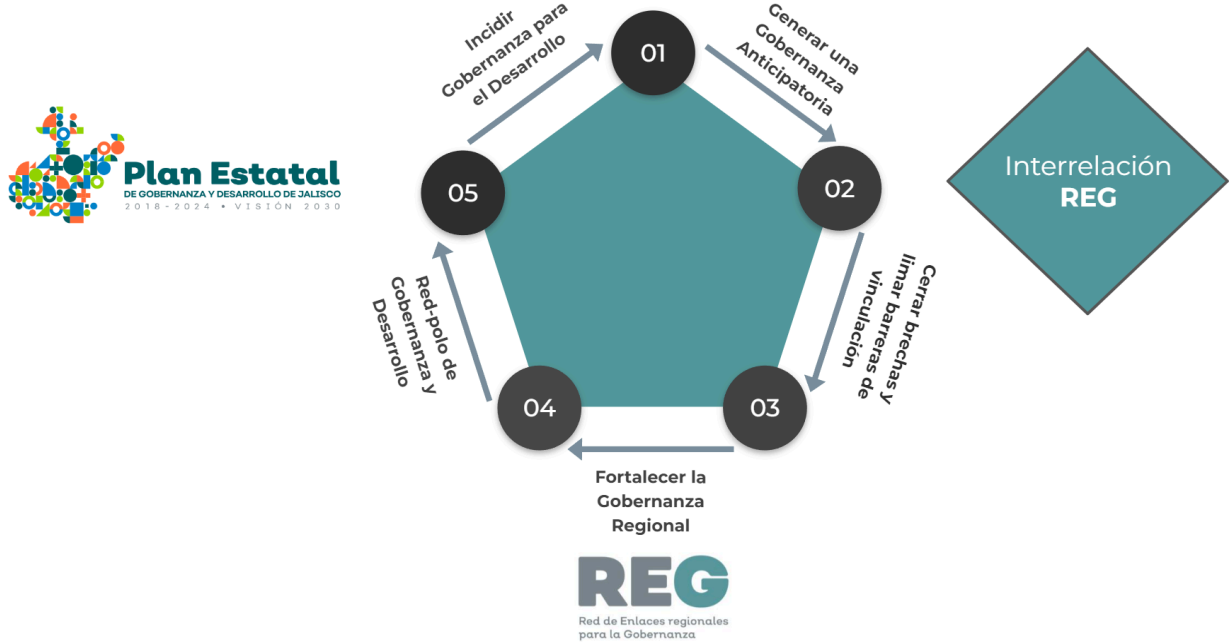 Plan Estatal
DE GOBERNANZA Y DESARROLLO DE JALISCO
2018-2024 • VISIÓN 2030
01
Generar una
Gobernanza
Anticipatoria
02
Cerrar brechas y
limar barreras de
vinculación
03
Fortalecer la
Gobernanza
Regional
04
Red-polo de
Gobernanza y
Desarrollo
05
Incidir
Gobernanza para
el Desarrollo
Interrelación
REG
REG
Red de Enlaces regionales
para la Gobernanza